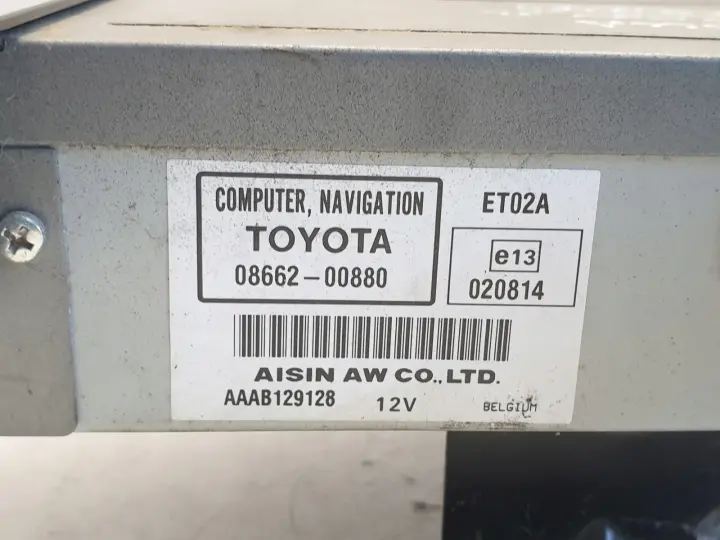 COMPUTER, NAVIGATION
TOYOTA
08662-00880
ET02A
e13
020814
AISIN AW CO.,LTD.
AAAB129128
12V
BELGIUM